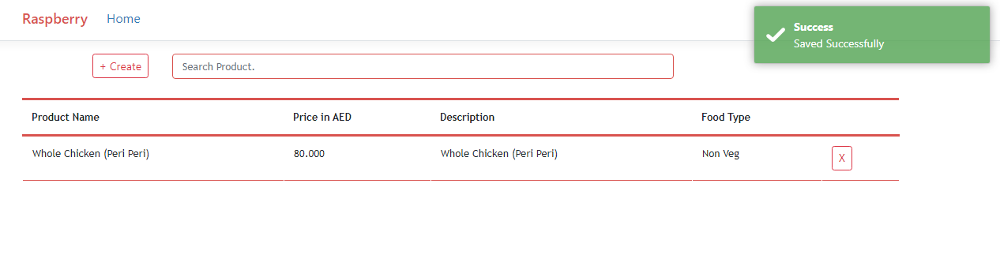 Raspberry Home
Success
Saved Successfully
+ Create
Search Product.
Product Name Price in AED Description Food Type
Whole Chicken (Peri Peri) 80.000 Whole Chicken (Peri Peri) Non Veg X